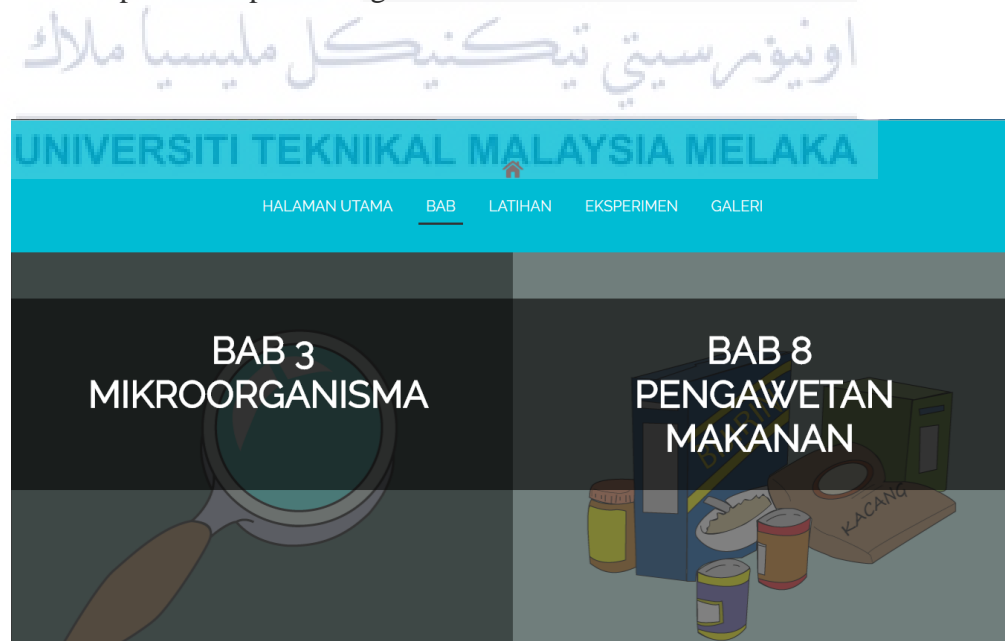 اونيۏرسيتي تيكنيكل مليسيا ملاك
UNIVERSITI TEKNIKAL MALAYSIA MELAKA
HALAMAN UTAMA BAB LATIHAN EKSPERIMEN GALERI
BAB 3
MIKROORGANISMA
BAB 8
PENGAWETAN
MAKANAN
KACANG